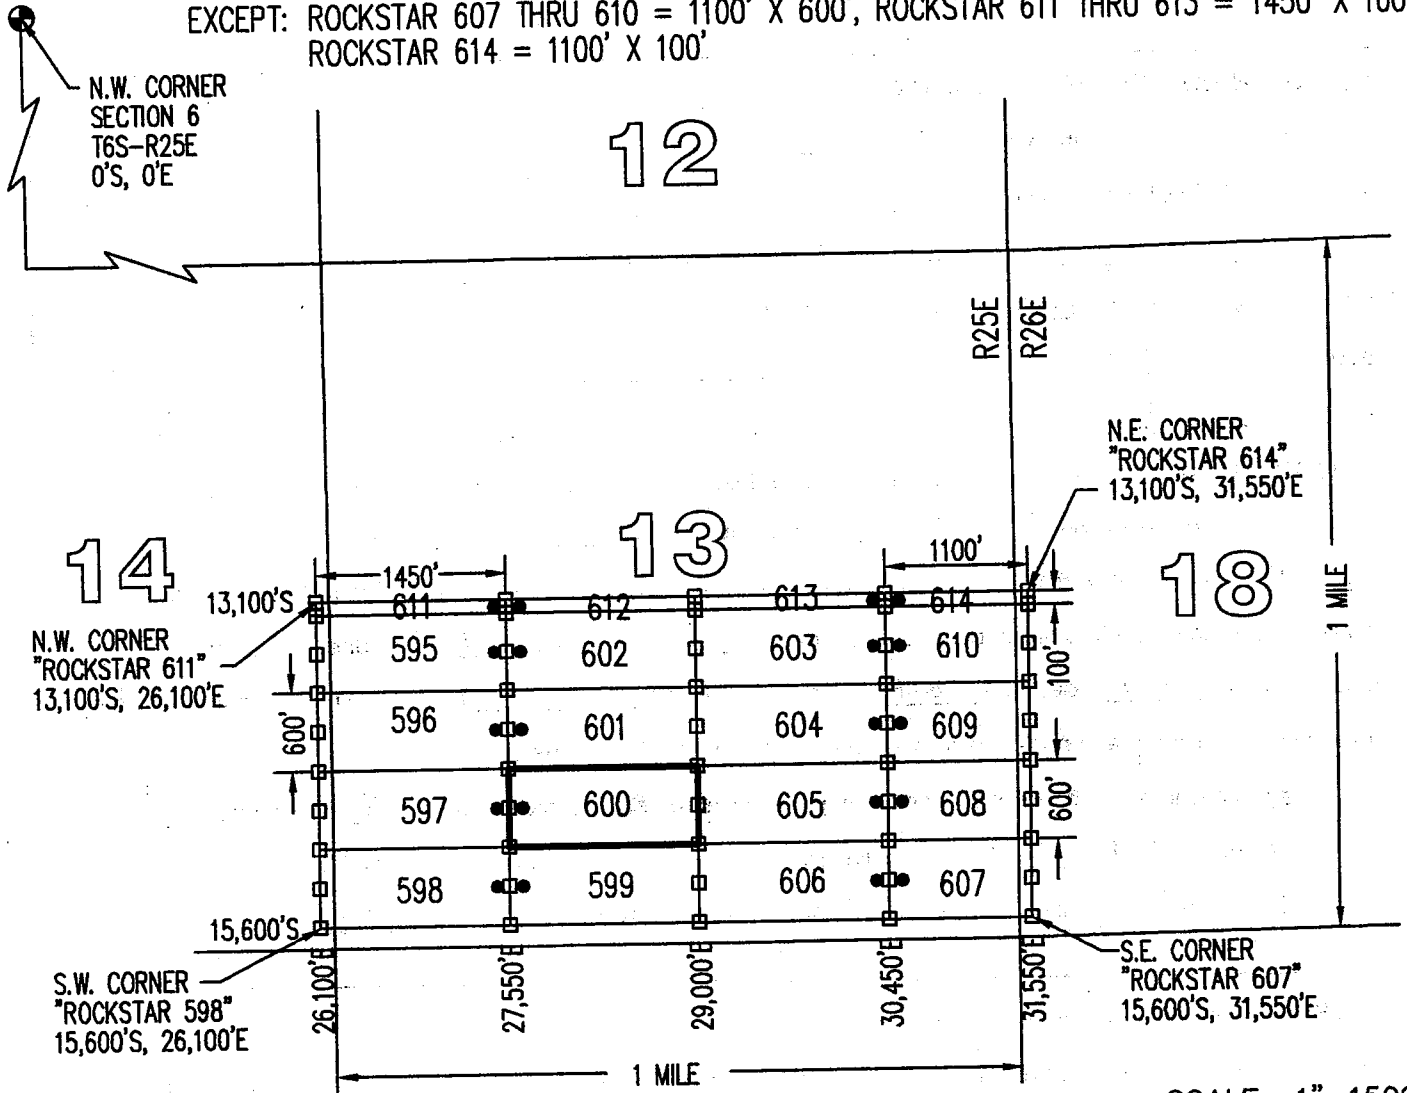 EXCEPT: ROCKSTAR 607 THRU 610 = 1100' X 600', ROCKSTAR 611 THRU 613 = 1450' X 100'
ROCKSTAR 614 = 1100' X 100'
N.W. CORNER
SECTION 6
T6S-R25E
0'S, 0'E
12
R25E
R26E
N.E. CORNER
"ROCKSTAR 614"
13,100'S, 31,550'E
14
13
18
1450'
1100'
1 MILE
13,100'S
611
612
613
614
N.W. CORNER
"ROCKSTAR 611"
13,100'S, 26,100'E
595
602
603
610
100'
600'
596
601
604
609
597
600
605
608
600'
598
599
606
607
15,600'S
S.W. CORNER
"ROCKSTAR 598"
15,600'S, 26,100'E
26,100'E
27,550'E
29,000'E
30,450'E
31,550'E
S.E. CORNER
"ROCKSTAR 607"
15,600'S, 31,550'E
1 MILE